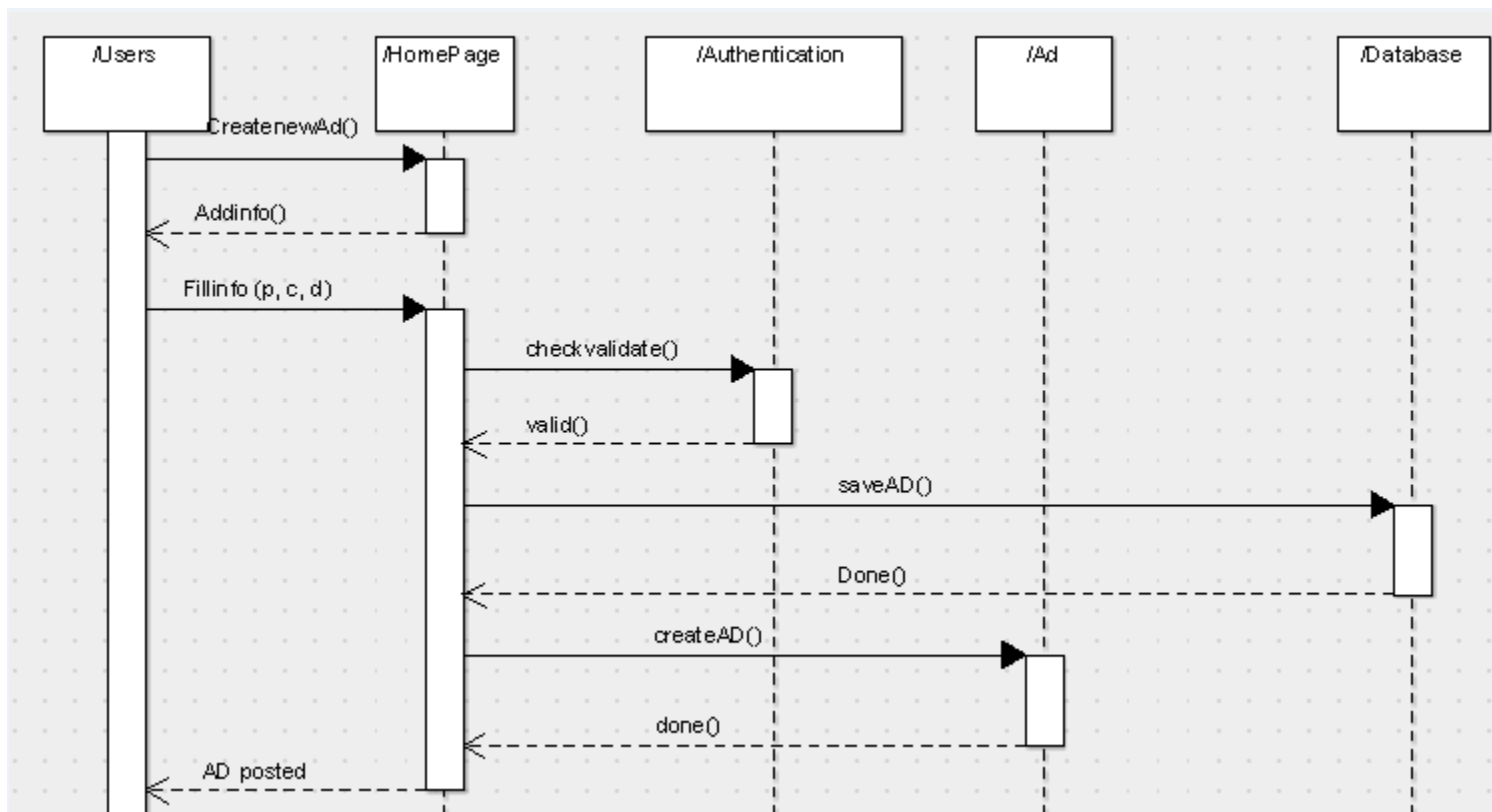 /Users
/HomePage
/Authentication
/Ad
/Database
CreatenewAd()
Addinfo()
Fillinfo (p, c, d)
checkvalidate()
valid()
saveAD()
Done()
createAD()
done()
AD posted